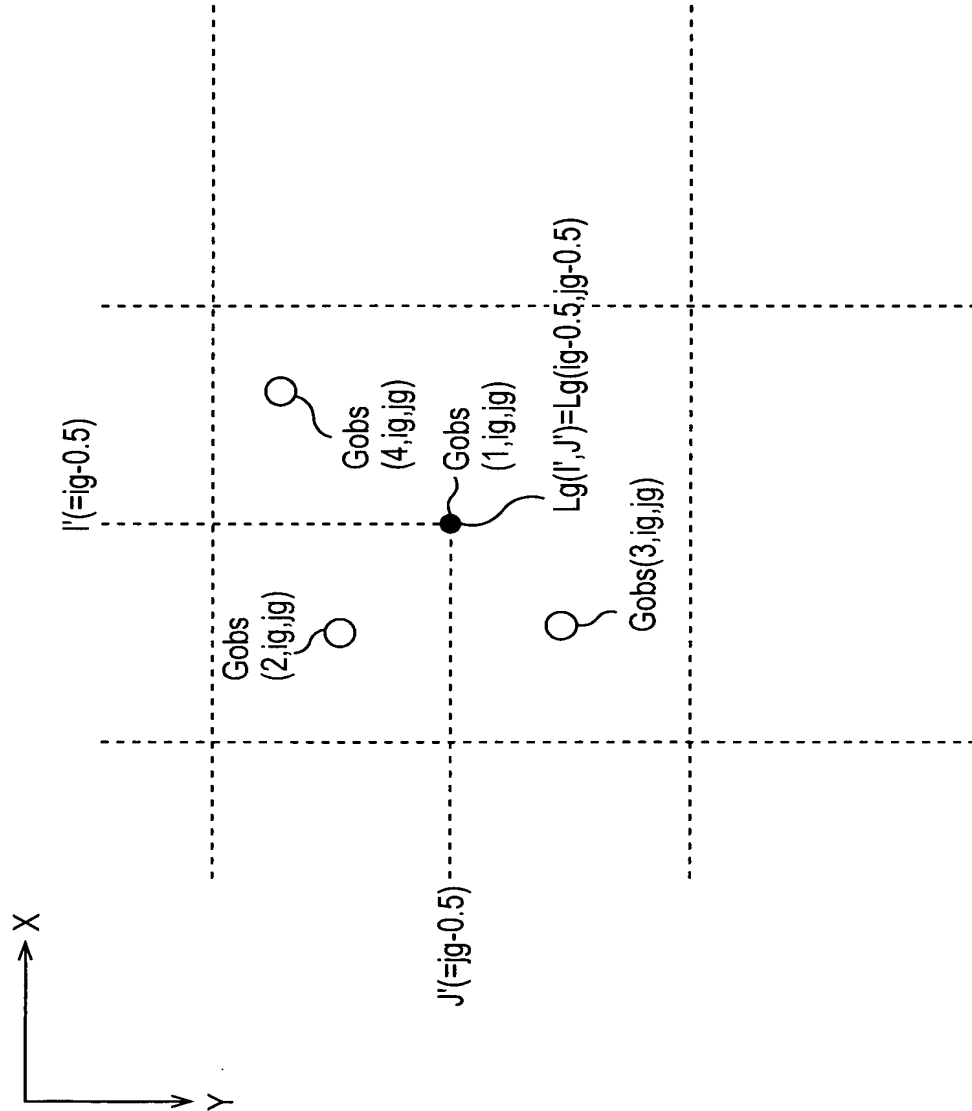 X
I'(=ig-0.5)
Y
Gobs
(2,ig,jg)
Gobs
(4,ig,jg)
J'(=jg-0.5)
Gobs
(1,ig,jg)
Lg(I',J')=Lg(ig-0.5,jg-0.5)
Gobs(3,ig,jg)